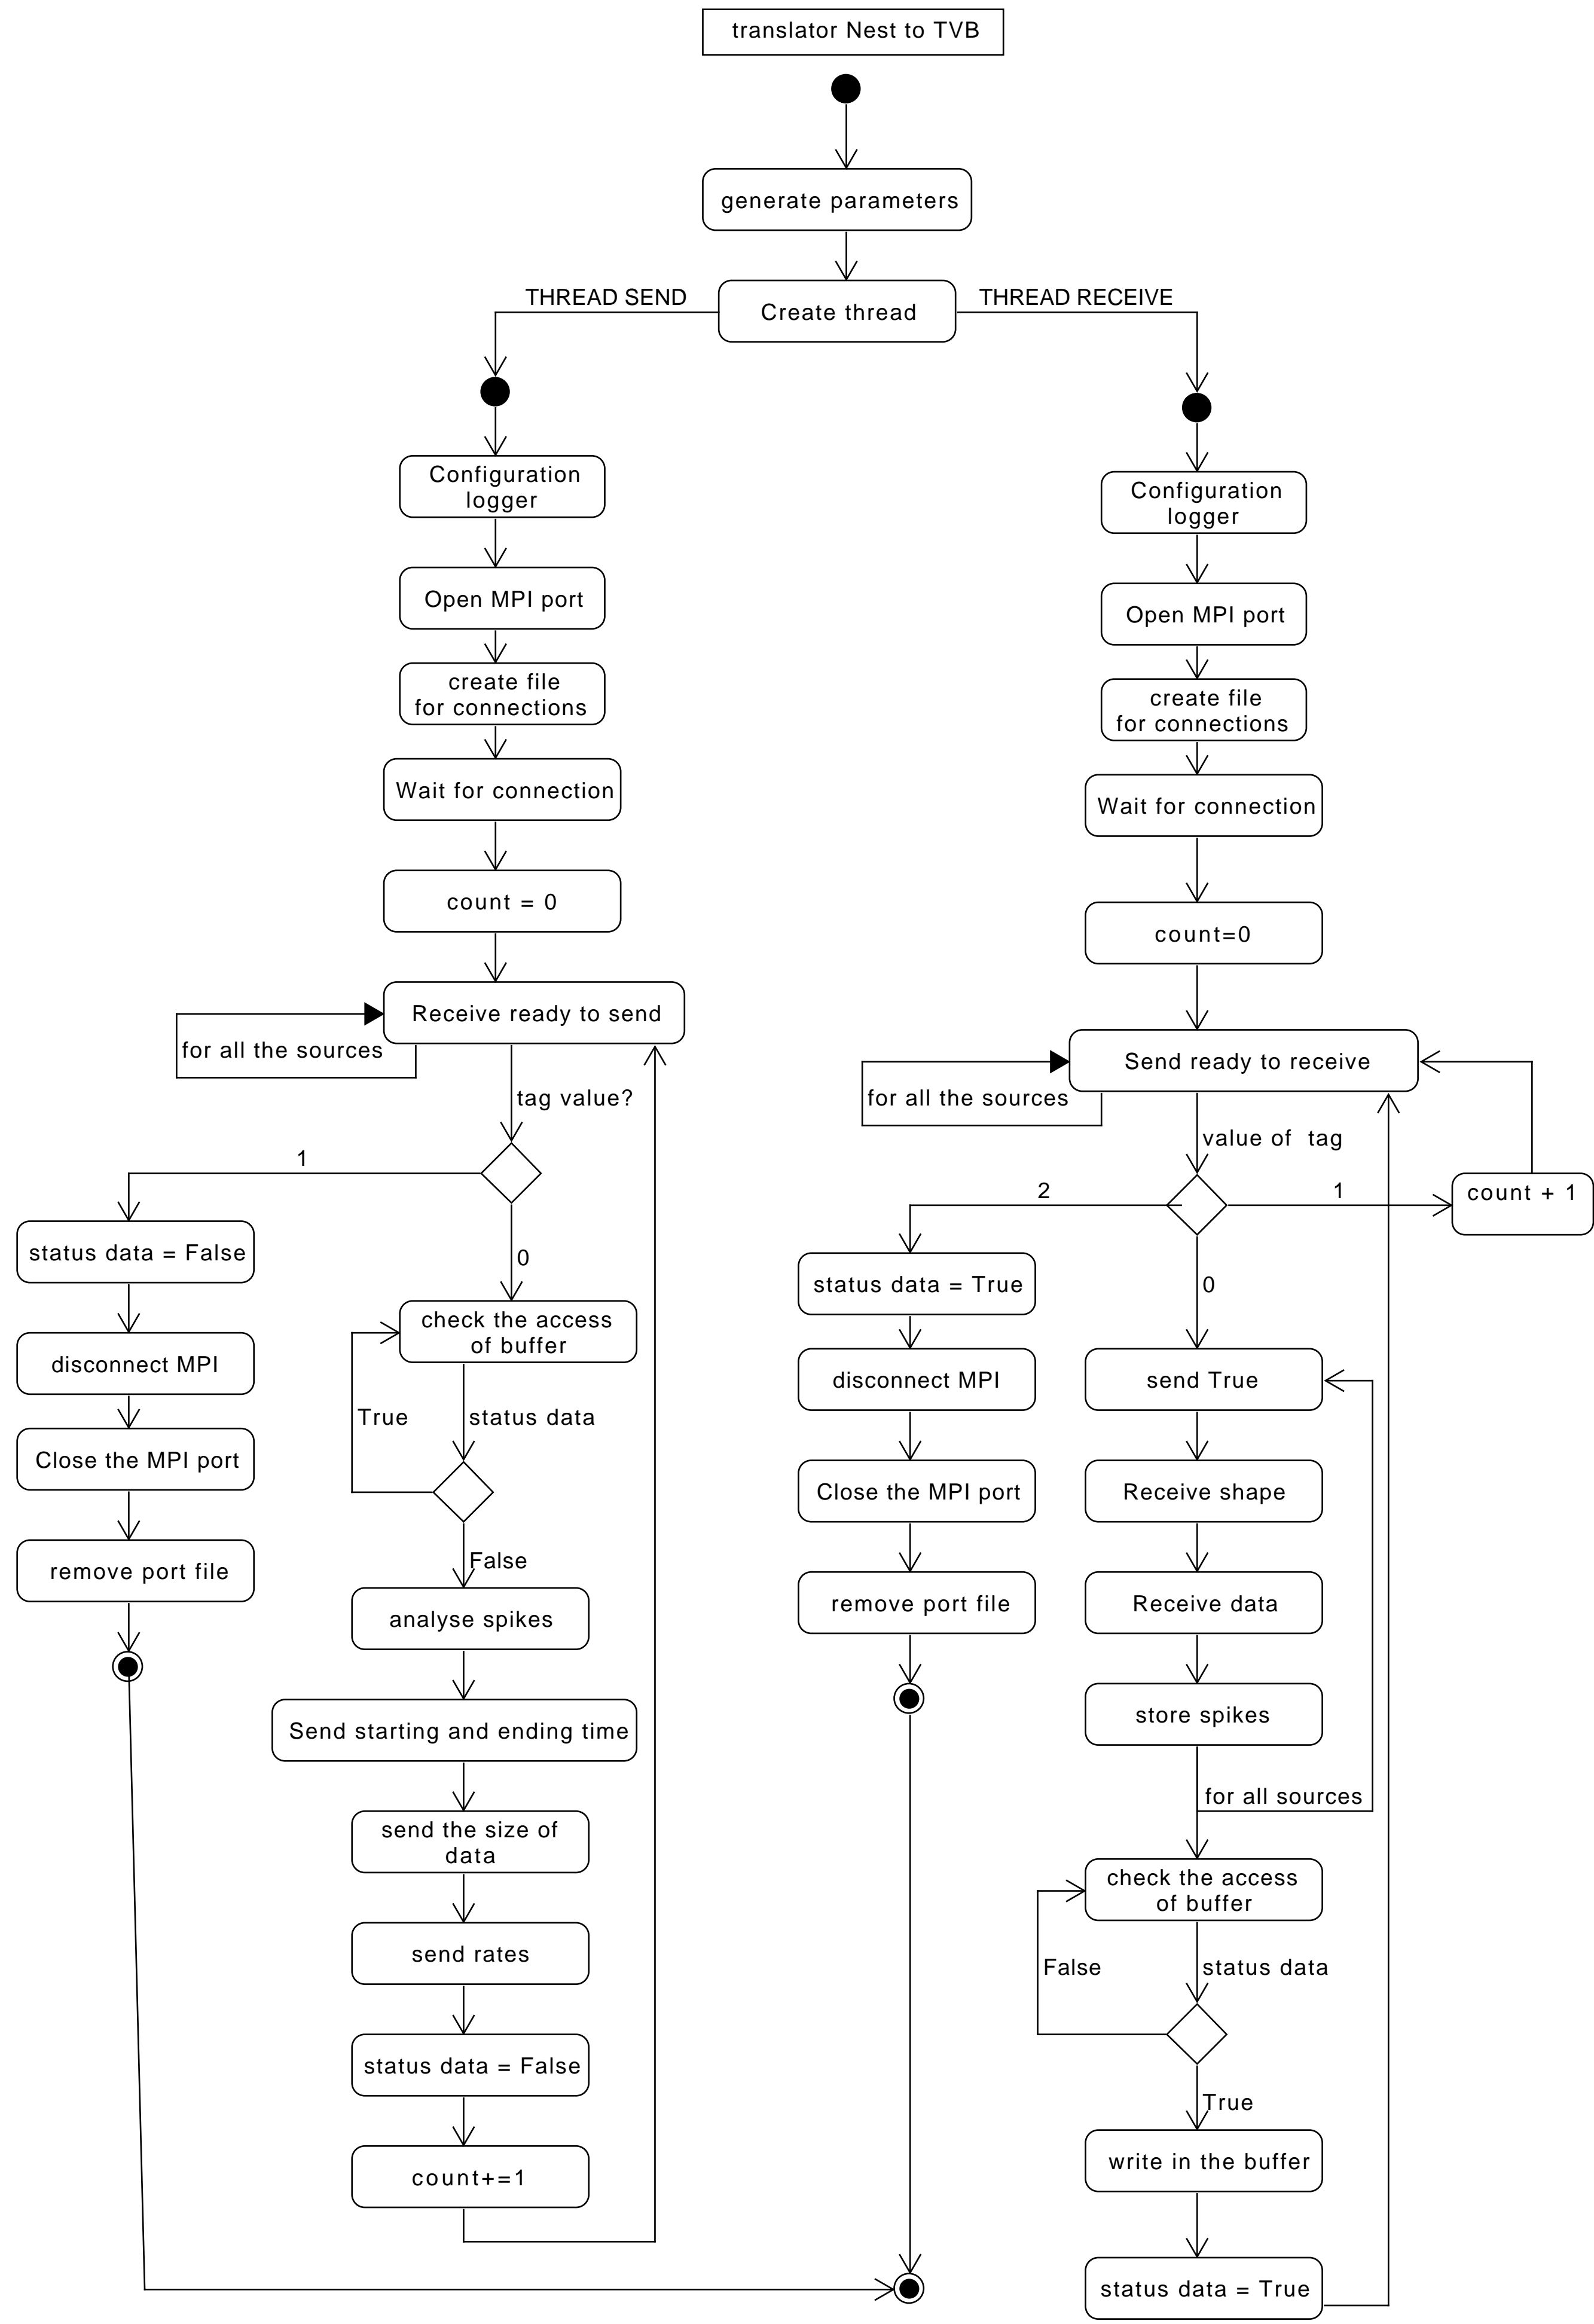 translator Nest to TVB
generate parameters
THREAD SEND
Create thread
THREAD RECEIVE
Configuration
logger
Open MPI port
create file
for connections
Wait for connection
count = 0
Receive ready to send
for all the sources
tag value?
1
status data = False
disconnect MPI
Close the MPI port
remove port file
0
check the access
of buffer
True
status data
False
analyse spikes
Send starting and ending time
send the size of
data
send rates
status data = False
count+=1
Configuration
logger
Open MPI port
create file
for connections
Wait for connection
count=0
Send ready to receive
for all the sources
value of  tag
2
1
count + 1
status data = True
disconnect MPI
Close the MPI port
remove port file
0
send True
Receive shape
Receive data
store spikes
for all sources
check the access
of buffer
False
status data
True
write in the buffer
status data = True